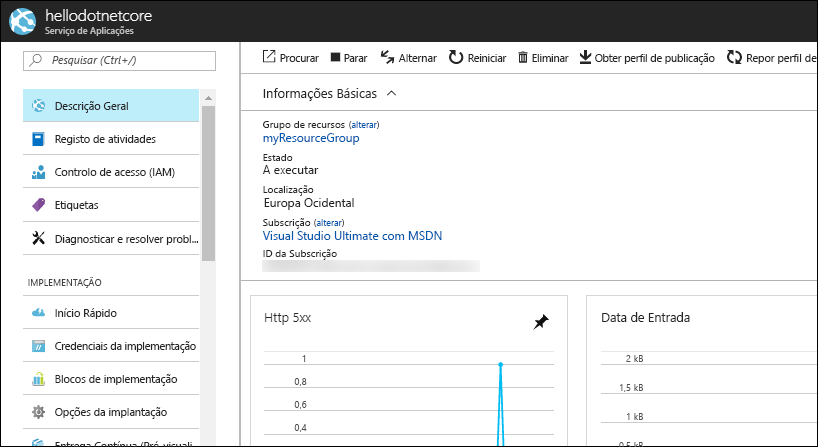 hellodotnetcore
Serviço de Aplicações
Pesquisar (Ctrl+/)
Procurar Parar Alternar Reiniciar Eliminar Obter perfil de publicação Repor perfil de
Descrição Geral
Registo de atividades
Controlo de acesso (IAM)
Etiquetas
Diagnosticar e resolver probl...
IMPLEMENTAÇÃO
Início Rápido
Credenciais da implementação
Blocos de implementação
Opções da implantação
Entrega Contínua (Pré-visuali
Informações Básicas
Grupo de recursos (alterar)
myResourceGroup
Estado
A executar
Localização
Europa Ocidental
Subscrição (alterar)
Visual Studio Ultimate com MSDN
ID da Subscrição
Http 5xx
1
0,8
0,6
0,4
Data de Entrada
2 kB
1,5 kB
1 kB
0,5 kB